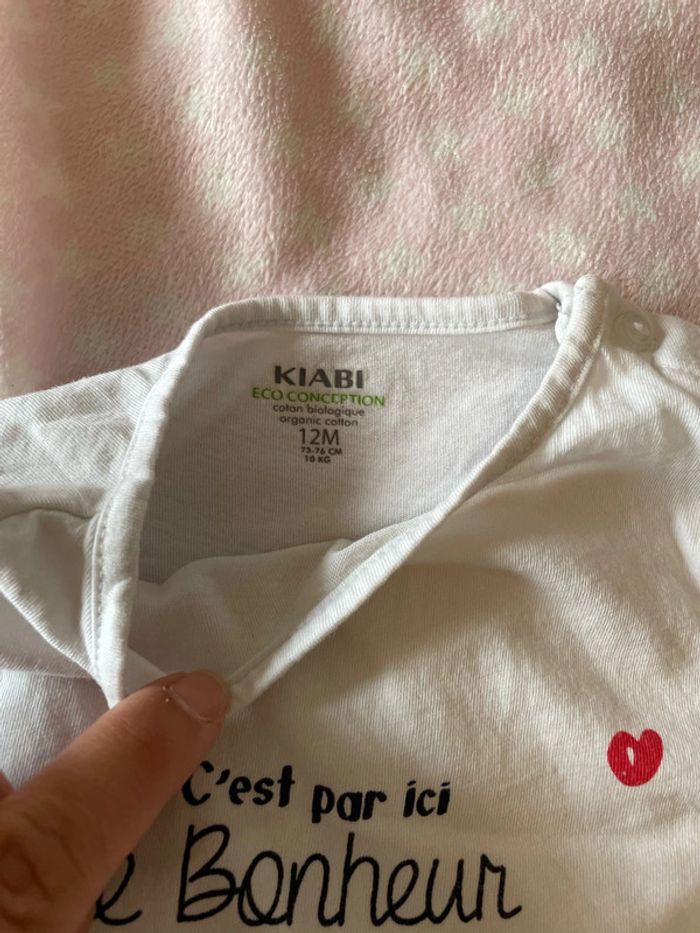 KIABI
ECO CONCEPTION
coton biologique
organic cotton
12M
73-76 CM
10 KG
C'est par ici
Bonheur